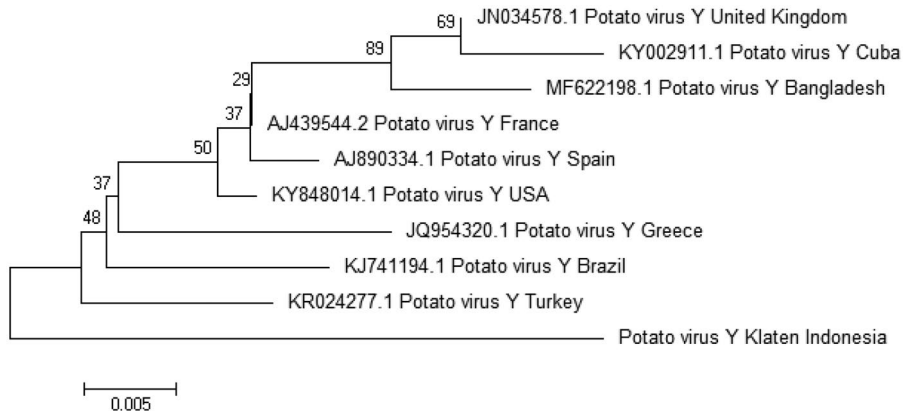 JN034578.1 Potato virus Y United Kingdom
69
KY002911.1 Potato virus Y Cuba
89
MF622198.1 Potato virus Y Bangladesh
29
37
AJ439544.2 Potato virus Y France
50
AJ890334.1 Potato virus Y Spain
37
KY848014.1 Potato virus Y USA
48
JQ954320.1 Potato virus Y Greece
KJ741194.1 Potato virus Y Brazil
KR024277.1 Potato virus Y Turkey
Potato virus Y Klaten Indonesia
0.005